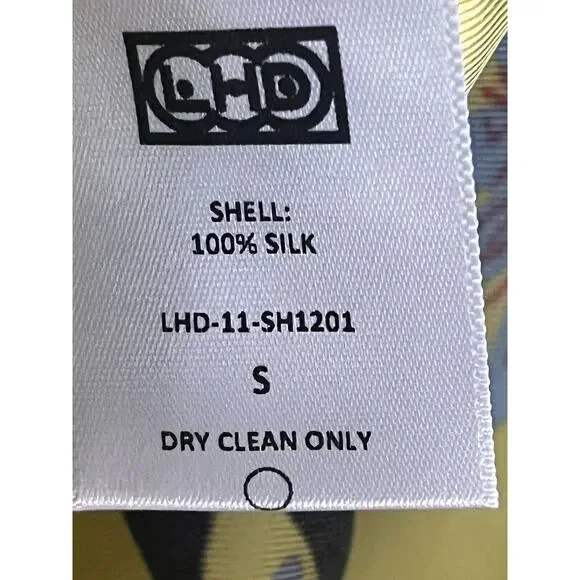 LHD
SHELL:
100% SILK
LHD-11-SH1201
S
DRY CLEAN ONLY